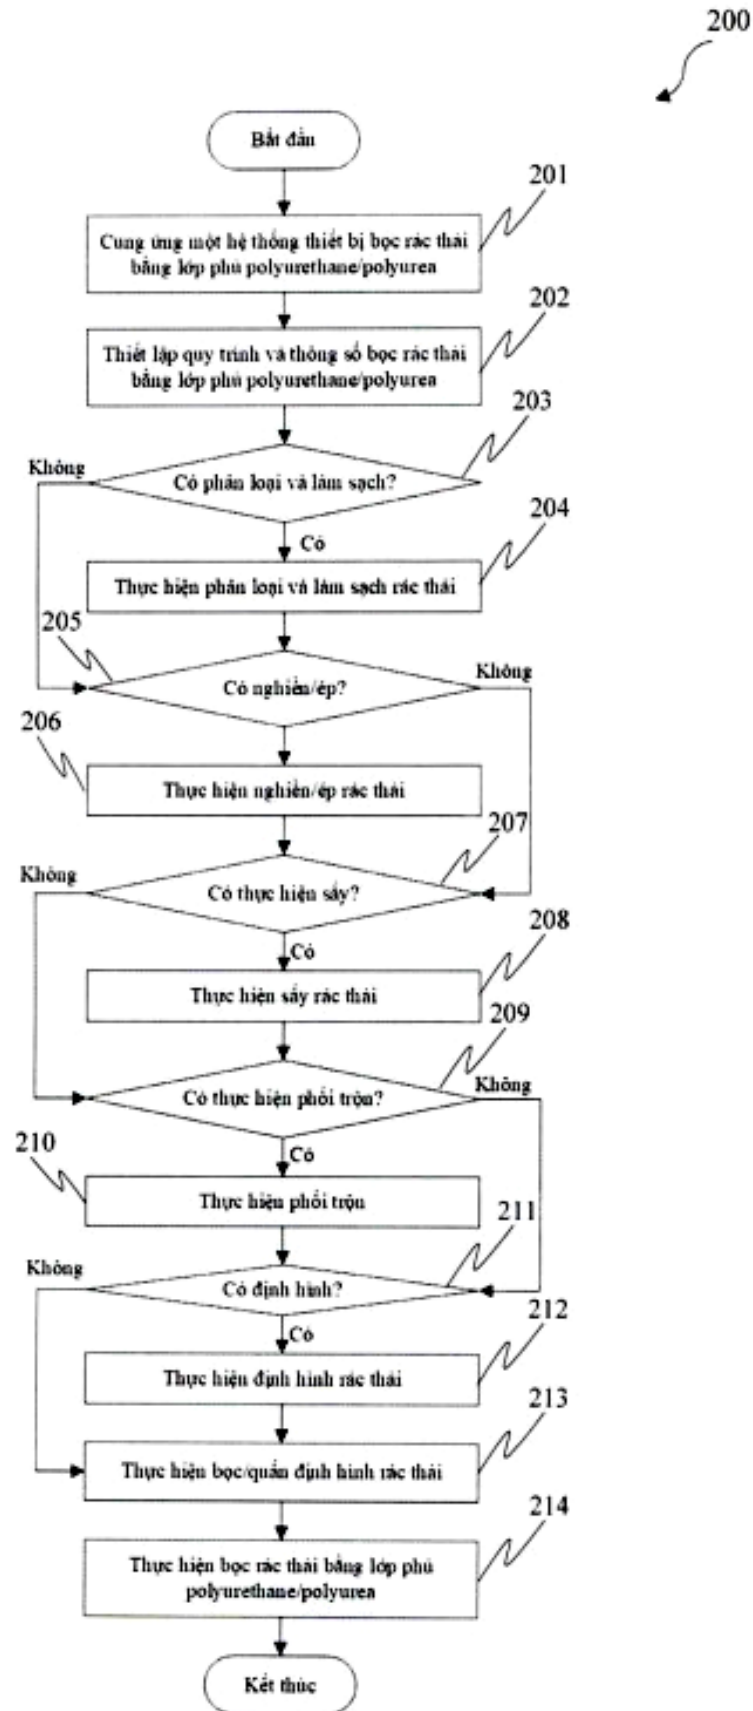 200
Bắt đầu
201
Cung ứng một hệ thống thiết bị bọc rác thải
bằng lớp phủ polyurethane/polyurea
202
Thiết lập quy trình và thông số bọc rác thải
bằng lớp phủ polyurethane/polyurea
203
Không
Có phân loại và làm sạch?
204
Có
Thực hiện phân loại và làm sạch rác thải
205
Không
Có nghiền/ép?
206
Thực hiện nghiền/ép rác thải
207
Không
Có thực hiện sấy?
208
Có
Thực hiện sấy rác thải
209
Không
Có thực hiện phối trộn?
210
Có
Thực hiện phối trộn
211
Không
Có định hình?
212
Có
Thực hiện định hình rác thải
213
Thực hiện bọc/quấn định hình rác thải
214
Thực hiện bọc rác thải bằng lớp phủ
polyurethane/polyurea
Kết thúc